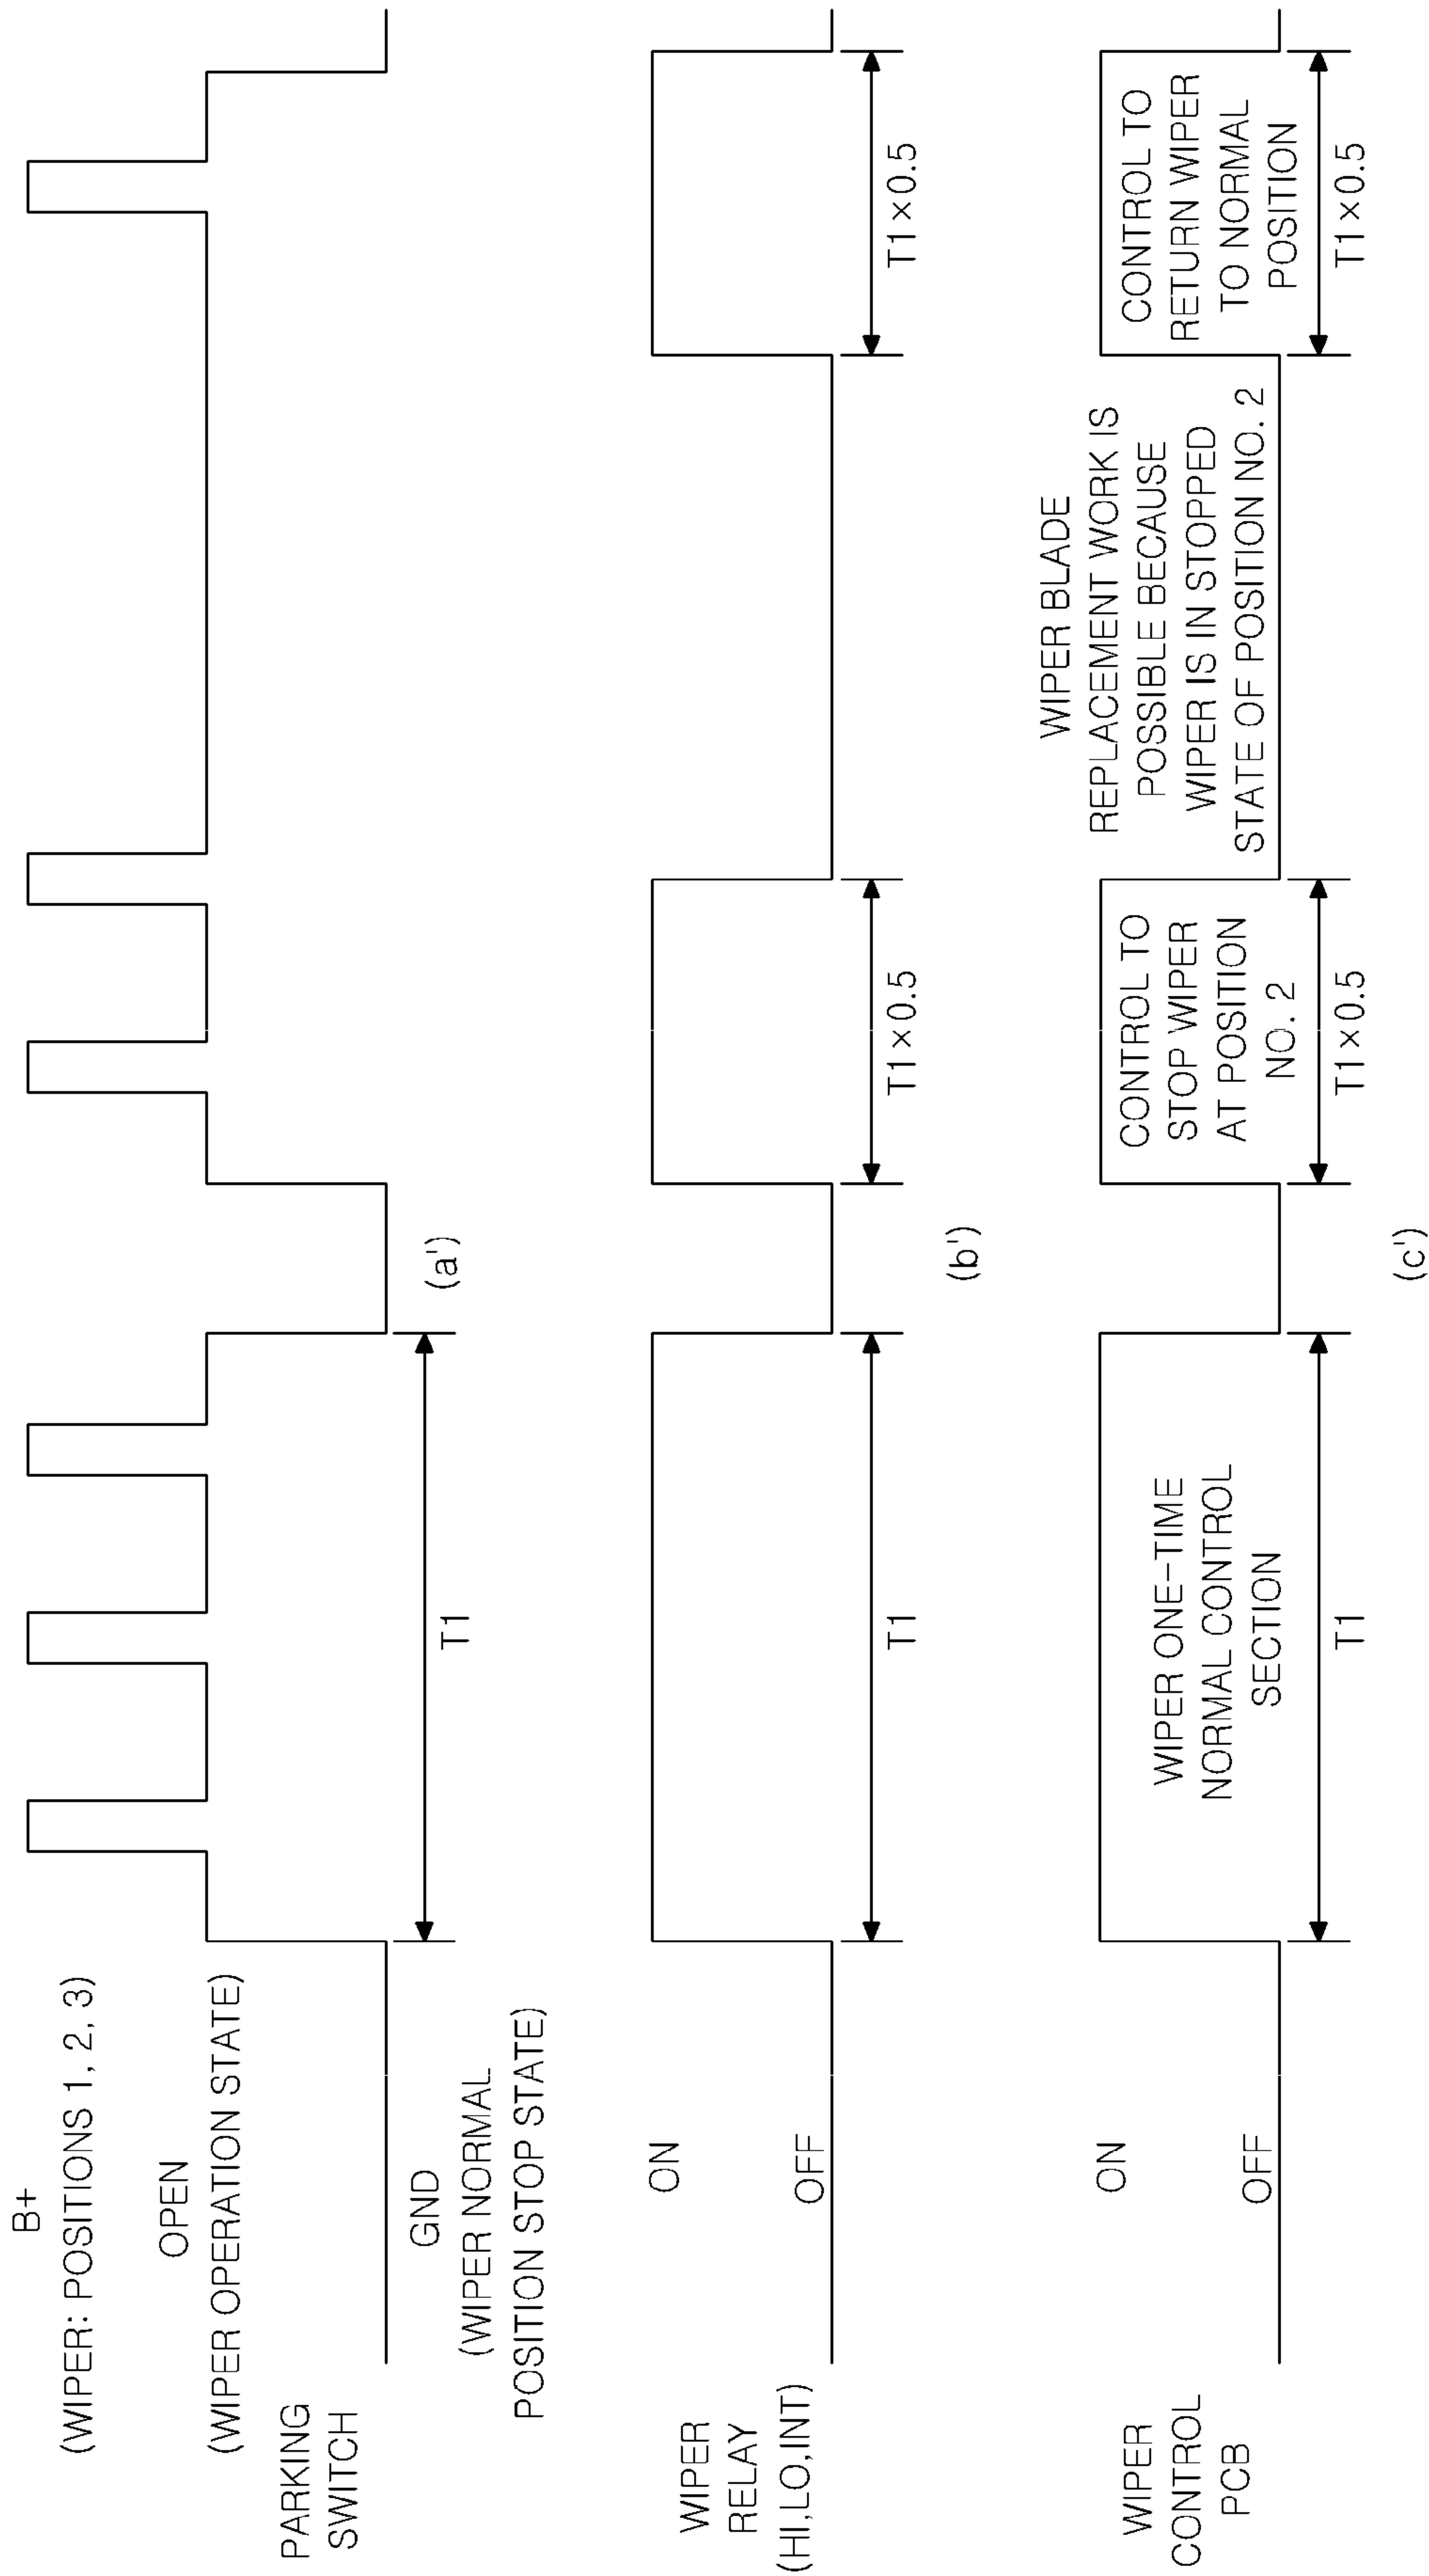 B+
(WIPER: POSITIONS 1, 2, 3)
OPEN
(WIPER OPERATION STATE)
PARKING
SWITCH
GND
(WIPER NORMAL
POSITION STOP STATE)
T1
(a')
WIPER
RELAY
(HI,LO,INT)
ON
OFF
T1
T1×0.5
T1×0.5
(b')
WIPER
CONTROL
PCB
ON
OFF
WIPER ONE-TIME
NORMAL CONTROL
SECTION
T1
CONTROL TO
STOP WIPER
AT POSITION
NO. 2
T1×0.5
WIPER BLADE
REPLACEMENT WORK IS
POSSIBLE BECAUSE
WIPER IS IN STOPPED
STATE OF POSITION NO. 2
CONTROL TO
RETURN WIPER
TO NORMAL
POSITION
T1×0.5
(c')